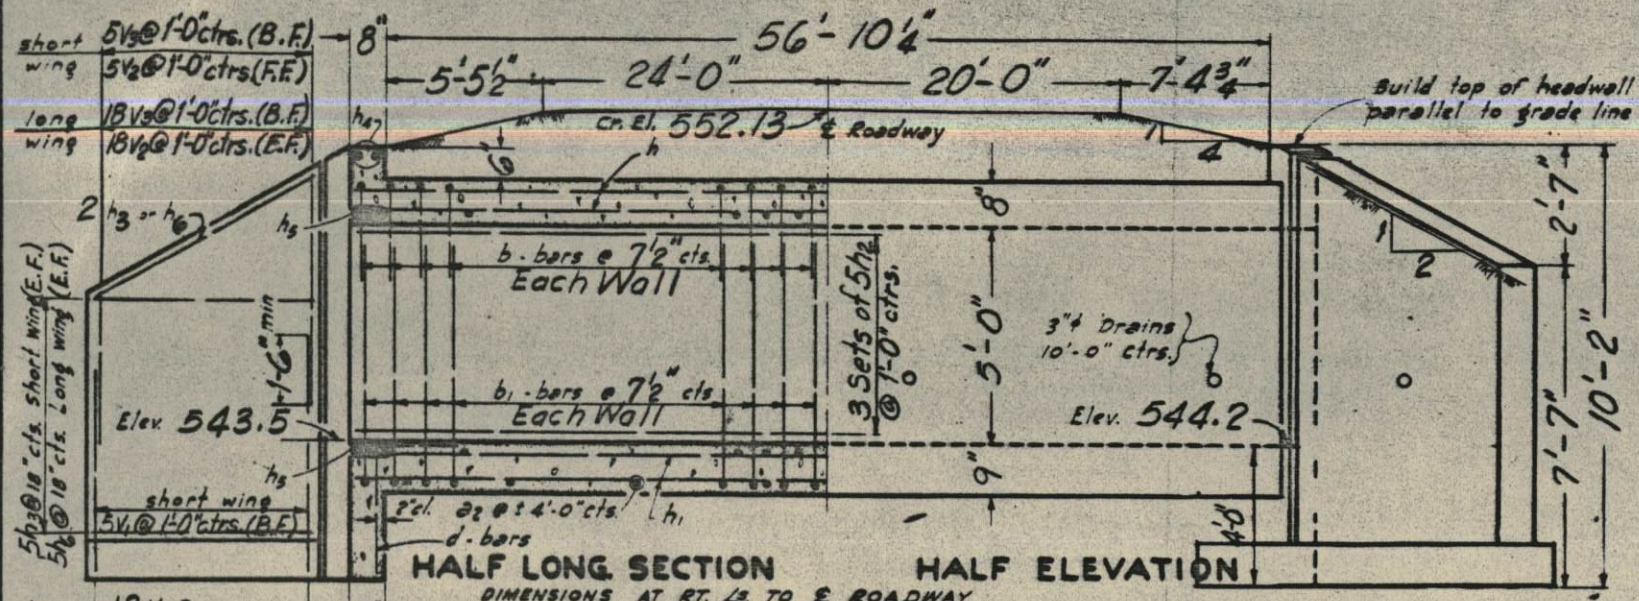 short 5V3@1'-0"ctrs.(B.F.)
wing 5V2@1'-0"ctrs(F.F.)
long 18V3@1'-0"ctrs.(B.F.)
wing 18V2@1'-0"ctrs.(E.F.)
8"
56'-10¼"
5'-5½" 24'-0" 20'-0" 7'-4¾"
Build top of headwall
parallel to grade line
h4
cr. El. 552.13 ℄ Roadway
h
6"
1
4
2
h3 or h6
h5
8"
2'-7"
b-bars @ 7½" cts.
Each Wall
1
2
5h3@18" cts. short wing(E.F.)
5h6@18"cts. Long wing (E.F.)
1'-6" min
3 Sets of 5h2
@ 1'-0" ctrs.
5'-0"
3"ϕ Drains
10'-0" ctrs.
10'-2"
b1-bars @ 7½" cts
Each Wall
Elev. 543.5
Elev. 544.2
h5
9"
7'-7"
short wing
5V1@1'-0"ctrs.(B.F.)
2"cl. a2 @ ± 4'-0"cts. h1
4'-0"
d-bars
HALF LONG. SECTION HALF ELEVATION
DIMENSIONS AT RT. ∠s TO ℄ ROADWAY